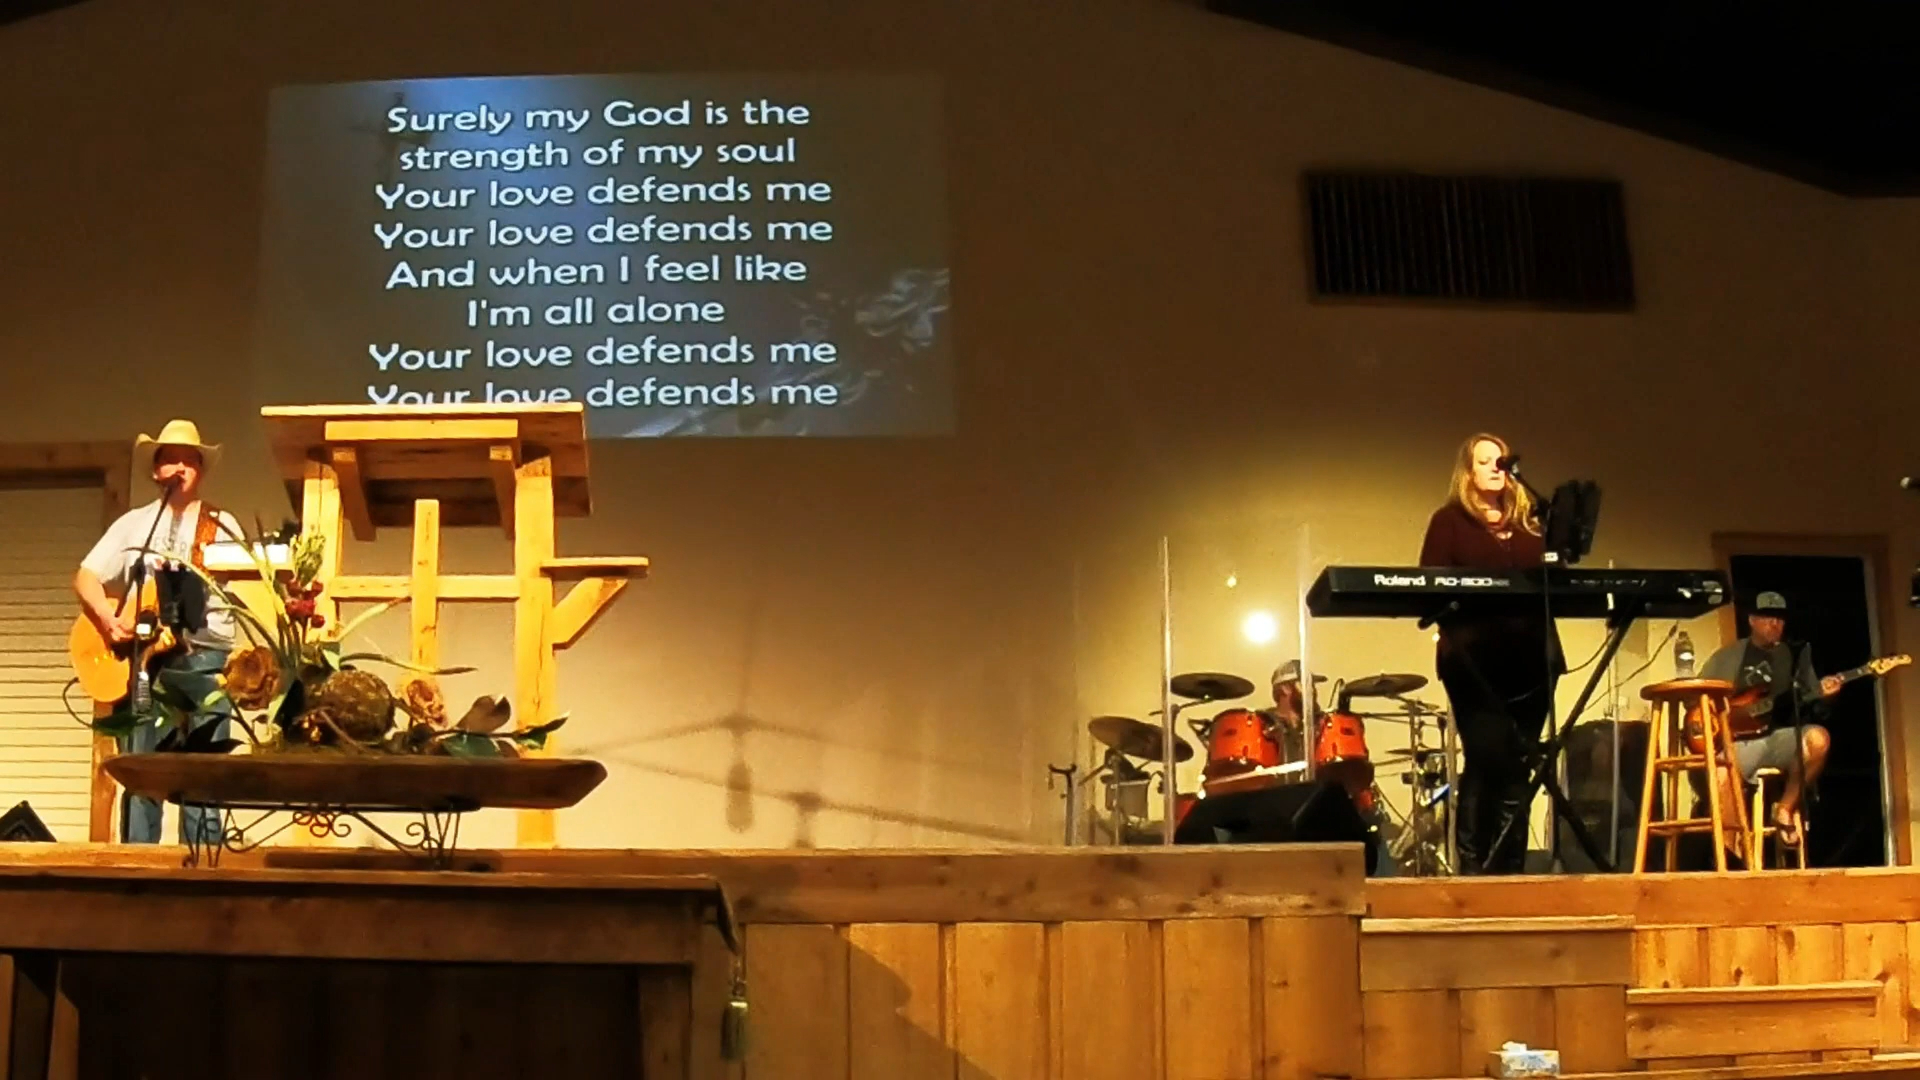 Surely my God is the
strength of my soul
Your love defends me
Your love defends me
And when I feel like
I'm all alone
Your love defends me
Your love defends me
Roland